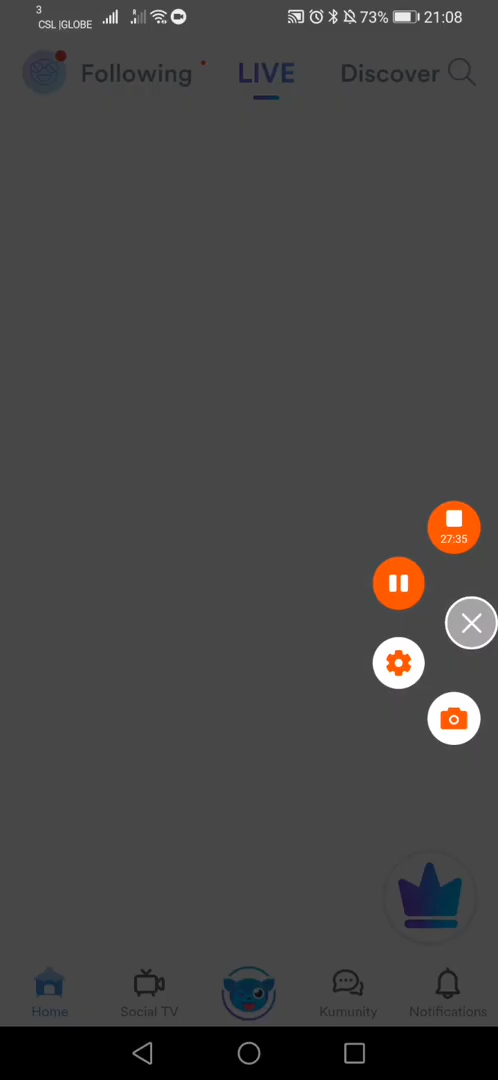 3
CSL |GLOBE
73%
21:08
Following
LIVE
Discover
27:35
Home
Social TV
Kumunity
Notifications